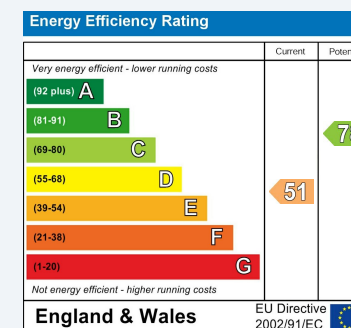 Energy Efficiency Rating
Current
Very energy efficient - lower running costs
(92 plus) A
(81-91) B
(69-80) C
(55-68) D
(39-54) E
(21-38) F
(1-20) G
51
Not energy efficient - higher running costs
England & Wales
EU Directive
2002/91/EC